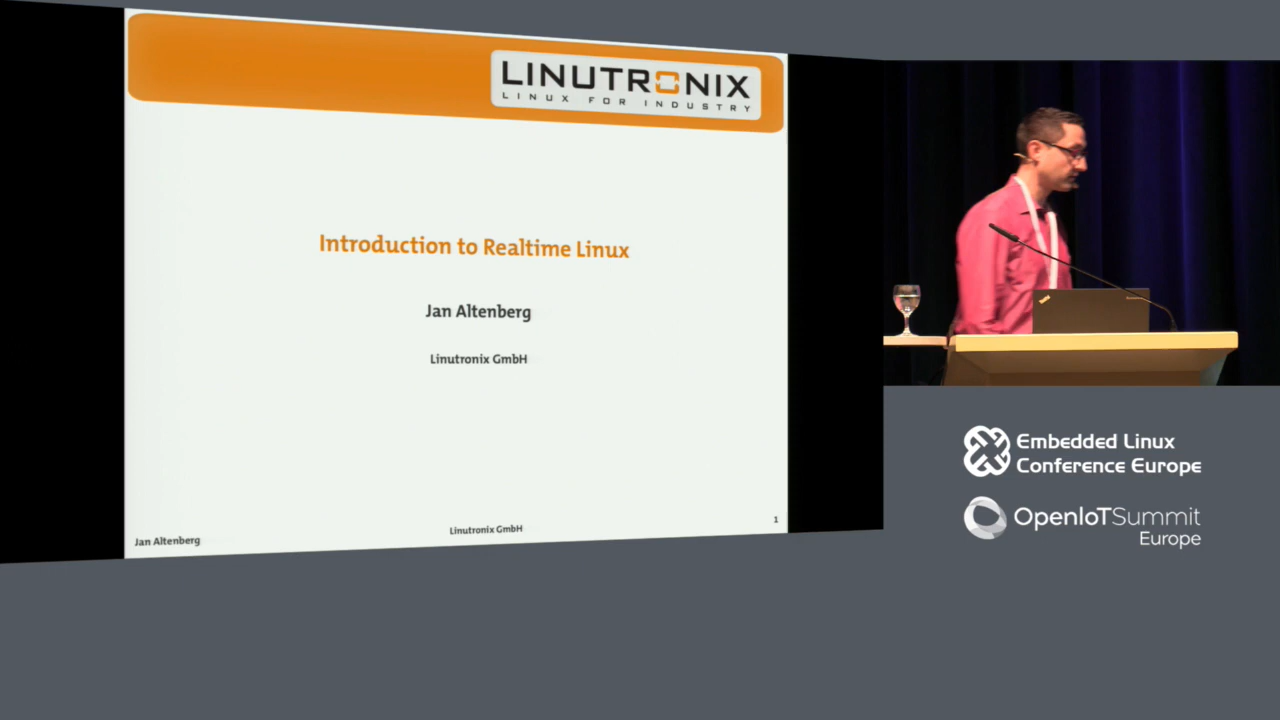 LINUTRONIX
LINUX FOR INDUSTRY
Introduction to Realtime Linux
Jan Altenberg
Linutronix GmbH
Jan Altenberg
Linutronix GmbH
1
Embedded Linux
Conference Europe
OpenIoTSummit
Europe